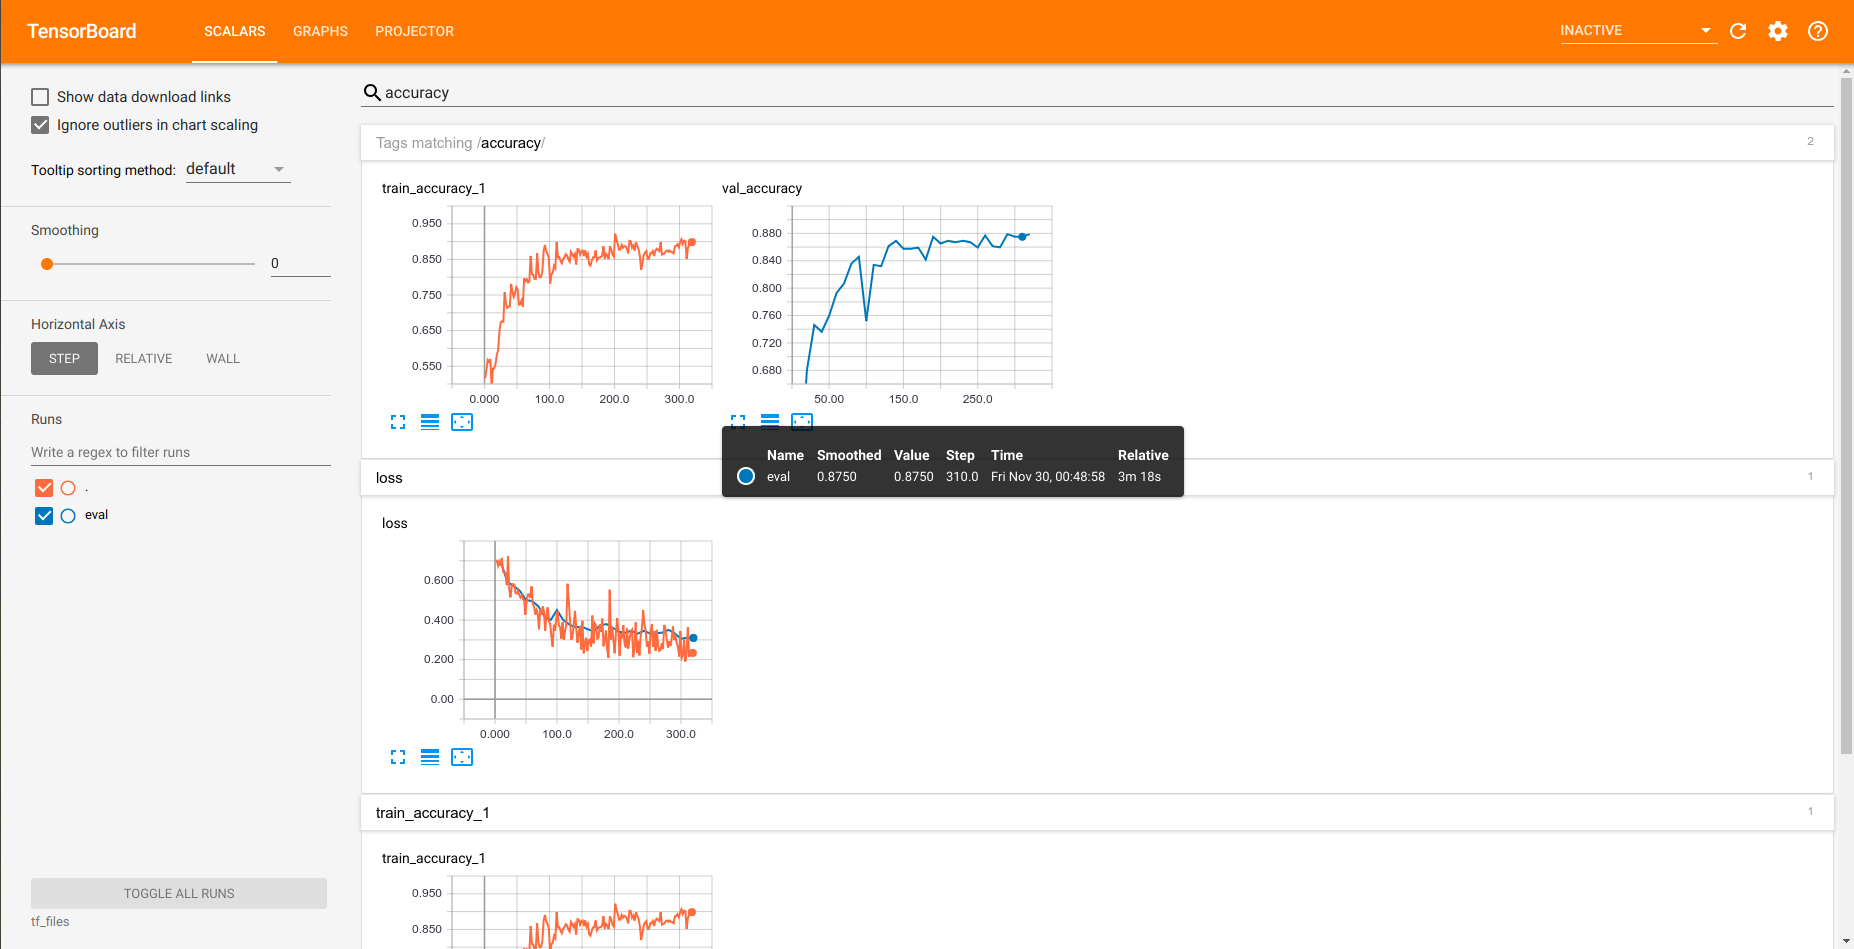 TensorBoard SCALARS GRAPHS PROJECTOR INACTIVE
Show data download links
Ignore outliers in chart scaling
Tooltip sorting method: default
Smoothing
0
Horizontal Axis
STEP RELATIVE WALL
Runs
Write a regex to filter runs
.
eval
TOGGLE ALL RUNS
tf_files
accuracy
Tags matching /accuracy/ 2
train_accuracy_1
0.950
0.850
0.750
0.650
0.550
0.000 100.0 200.0 300.0
val_accuracy
0.880
0.840
0.800
0.760
0.720
0.680
50.00 150.0 250.0
Name Smoothed Value Step Time Relative
eval 0.8750 0.8750 310.0 Fri Nov 30, 00:48:58 3m 18s
loss 1
loss
0.600
0.400
0.200
0.00
0.000 100.0 200.0 300.0
train_accuracy_1 1
train_accuracy_1
0.950
0.850